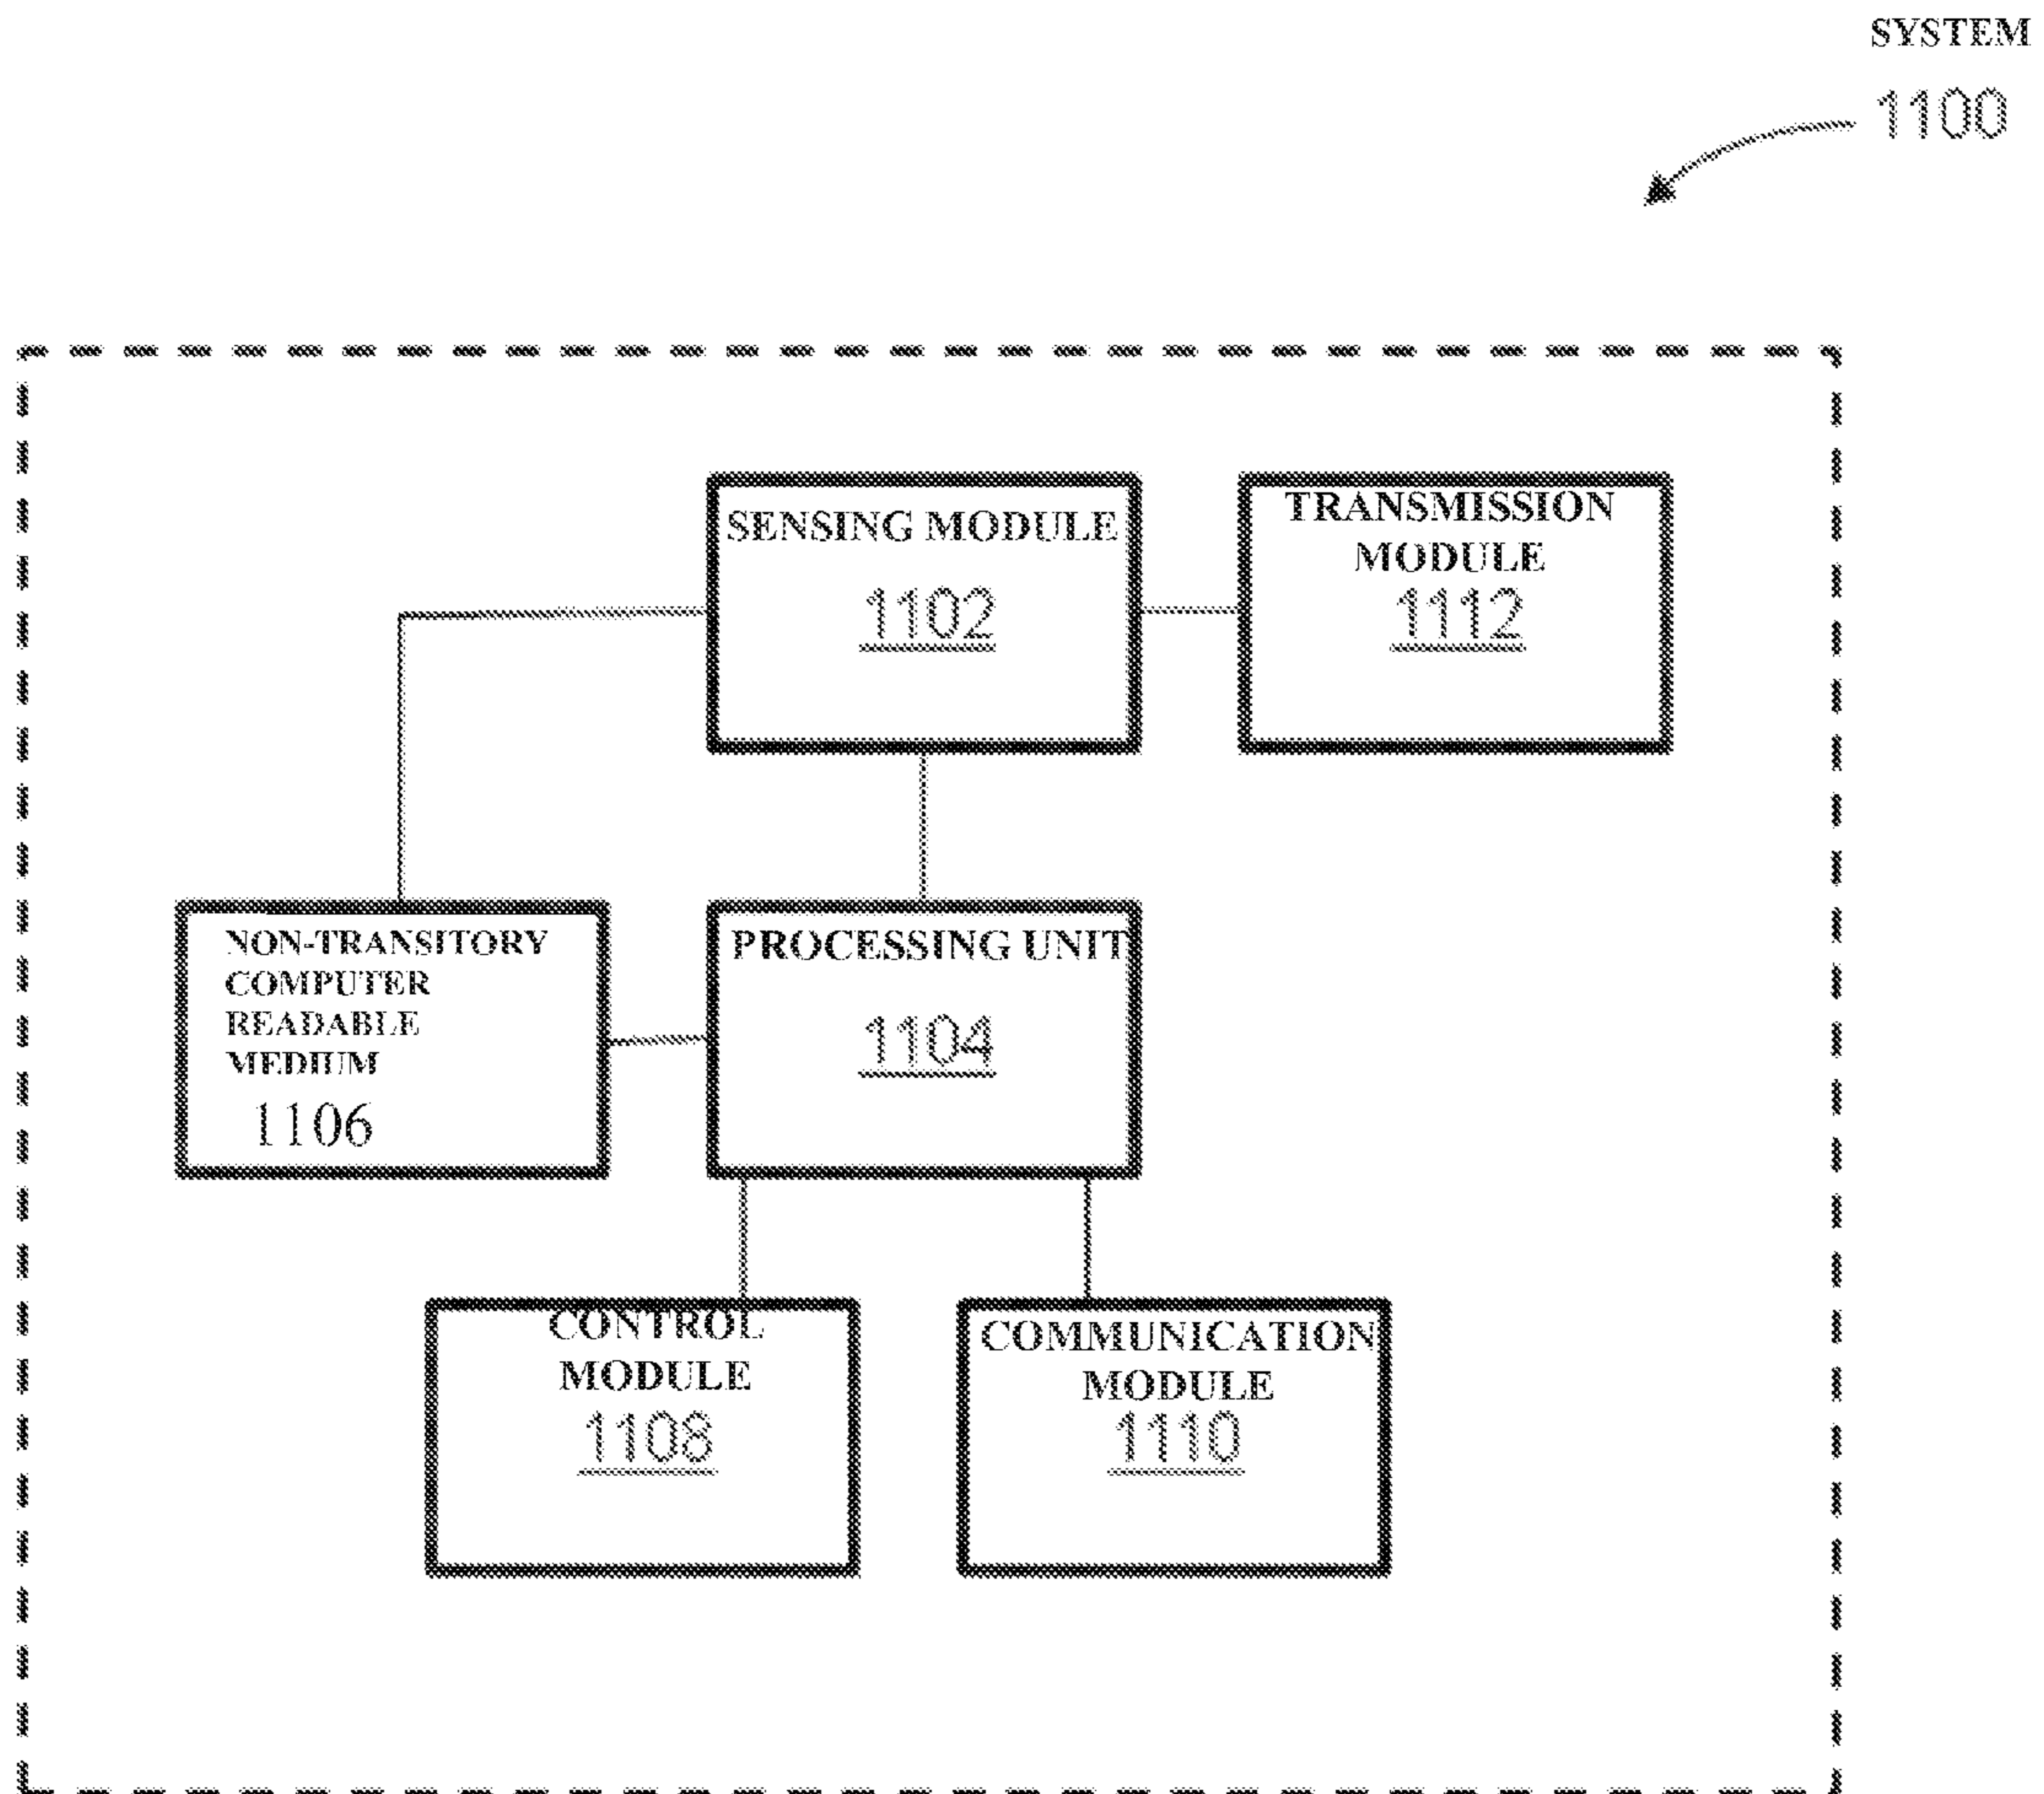 SYSTEM
1100
SENSING MODULE
1102
TRANSMISSION
MODULE
1112
NON-TRANSITORY
COMPUTER
READABLE
MEDIUM
1106
PROCESSING UNIT
1104
CONTROL
MODULE
1108
COMMUNICATION
MODULE
1110